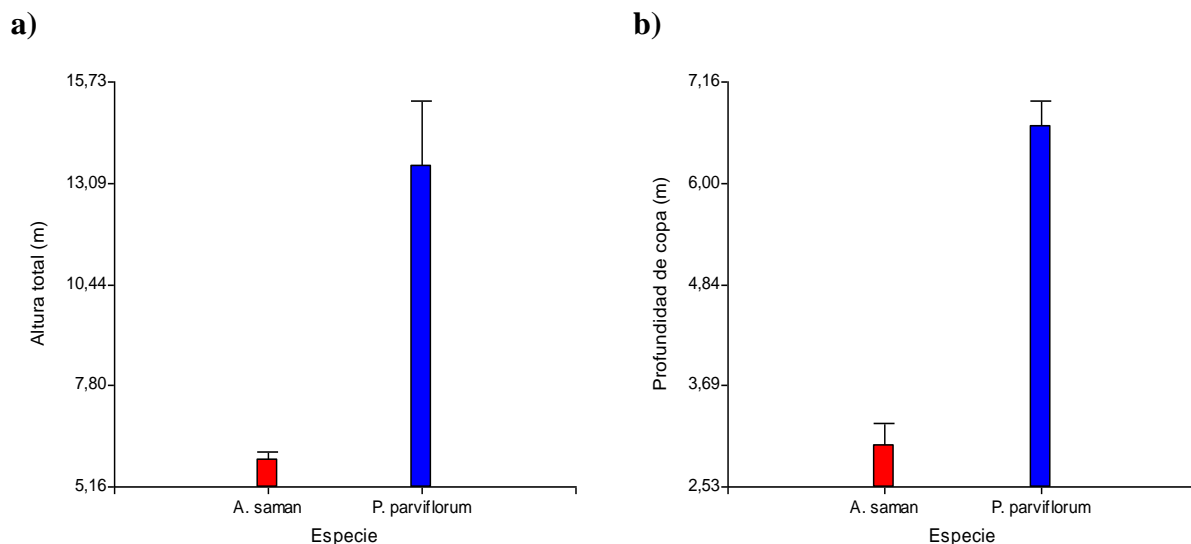 a)
15,73
13,09
10,44
7,80
5,16
Altura total (m)
A. saman
P. parviflorum
Especie
b)
7,16
6,00
4,84
3,69
2,53
Profundidad de copa (m)
A. saman
P. parviflorum
Especie